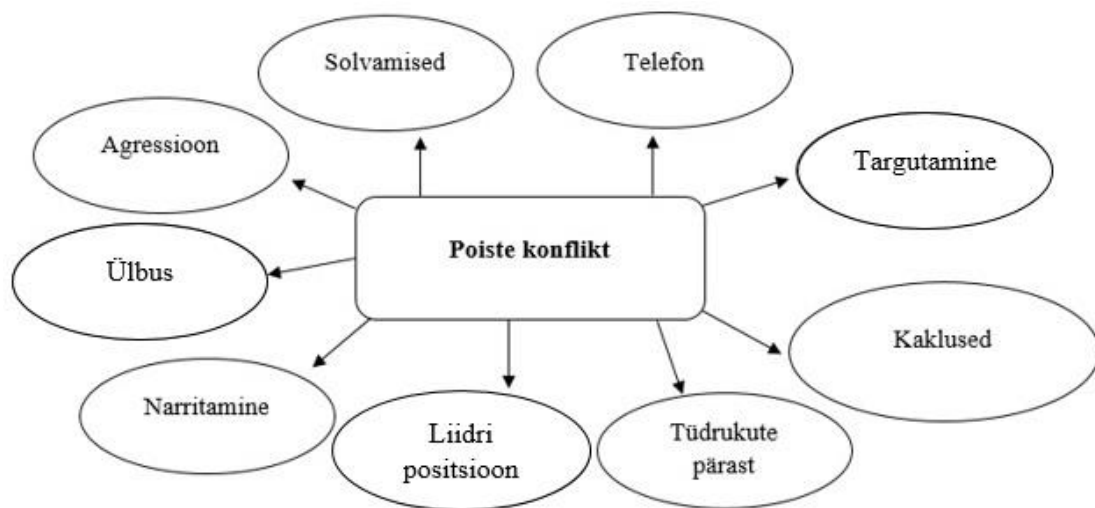 Solvamised
Telefon
Agressioon
Targutamine
Poiste konflikt
Ülbus
Kaklused
Narritamine
Liidri
positsioon
Tüdrukute
pärast